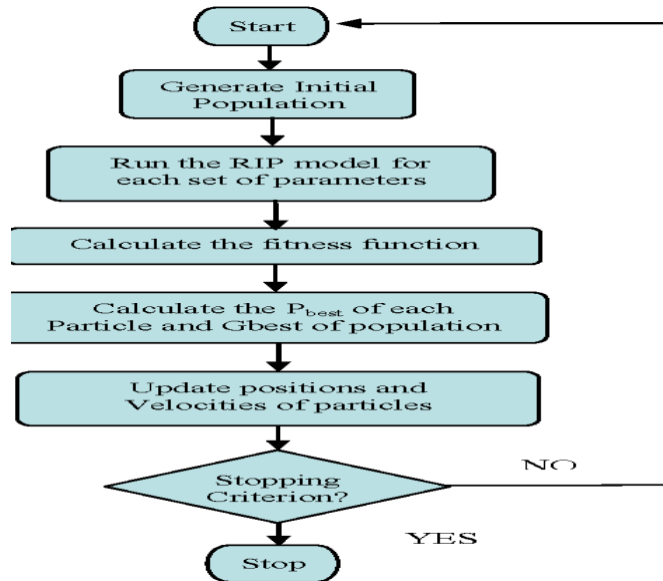 Start
Generate Initial
Population
Run the RIP model for
each set of parameters
Calculate the fitness function
Calculate the Pbest of each
Particle and Gbest of population
Update positions and
Velocities of particles
Stopping
Criterion?
NO
YES
Stop